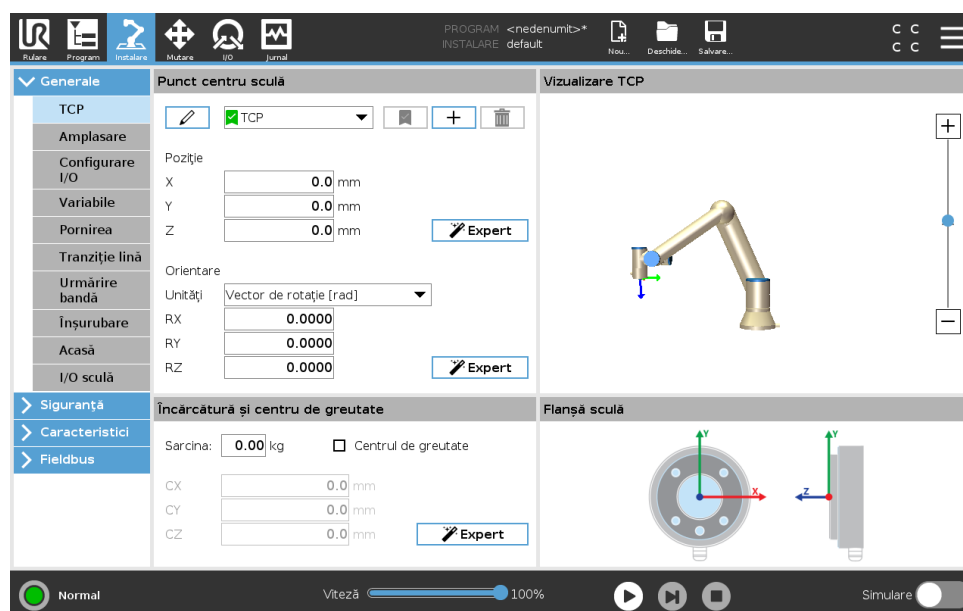 Rulare
Program
Instalare
Mutare
I/O
Jurnal
PROGRAM <nedenumit>*
INSTALARE default
Nou...
Deschide...
Salvare...
C C
C C
Generale
TCP
Amplasare
Configurare
I/O
Variabile
Pornirea
Tranziție lină
Urmărire
bandă
Înșurubare
Acasă
I/O sculă
Siguranță
Caracteristici
Fieldbus
Punct centru sculă
TCP
Poziție
X 0.0 mm
Y 0.0 mm
Z 0.0 mm
Expert
Orientare
Unități Vector de rotație [rad]
RX 0.0000
RY 0.0000
RZ 0.0000
Expert
Încărcătură și centru de greutate
Sarcina: 0.00 kg Centrul de greutate
CX 0.0 mm
CY 0.0 mm
CZ 0.0 mm
Expert
Vizualizare TCP
Flanșă sculă
Y
X
Y
Z
Normal
Viteză 100%
Simulare